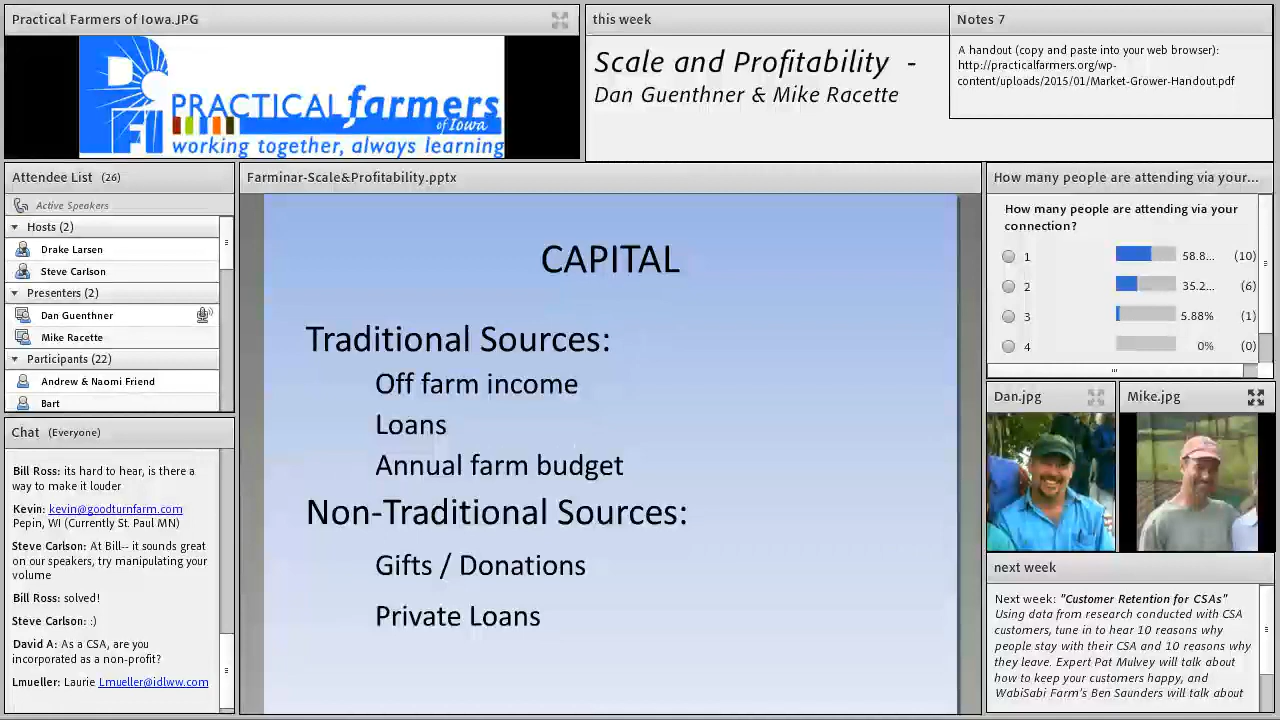 Practical Farmers of Iowa.JPG
PRACTICAL farmers
of Iowa
PFI
working together, always learning
this week
Scale and Profitability -
Dan Guenthner & Mike Racette
Notes 7
A handout (copy and paste into your web browser):
http://practicalfarmers.org/wp-
content/uploads/2015/01/Market-Grower-Handout.pdf
Attendee List (26)
Active Speakers
Hosts (2)
Drake Larsen
Steve Carlson
Presenters (2)
Dan Guenthner
Mike Racette
Participants (22)
Andrew & Naomi Friend
Bart
Chat (Everyone)
Bill Ross: its hard to hear, is there a
way to make it louder
Kevin: kevin@goodturnfarm.com
Pepin, WI (Currently St. Paul MN)
Steve Carlson: At Bill-- it sounds great
on our speakers, try manipulating your
volume
Bill Ross: solved!
Steve Carlson: :)
David A: As a CSA, are you
incorporated as a non-profit?
Lmueller: Laurie Lmueller@idlww.com
Farminar-Scale&Profitability.pptx
CAPITAL
Traditional Sources:
Off farm income
Loans
Annual farm budget
Non-Traditional Sources:
Gifts / Donations
Private Loans
How many people are attending via your...
How many people are attending via your
connection?
1 58.8... (10)
2 35.2... (6)
3 5.88% (1)
4 0% (0)
Dan.jpg
Mike.jpg
next week
Next week: "Customer Retention for CSAs"
Using data from research conducted with CSA
customers, tune in to hear 10 reasons why
people stay with their CSA and 10 reasons why
they leave. Expert Pat Mulvey will talk about
how to keep your customers happy, and
WabiSabi Farm's Ben Saunders will talk about